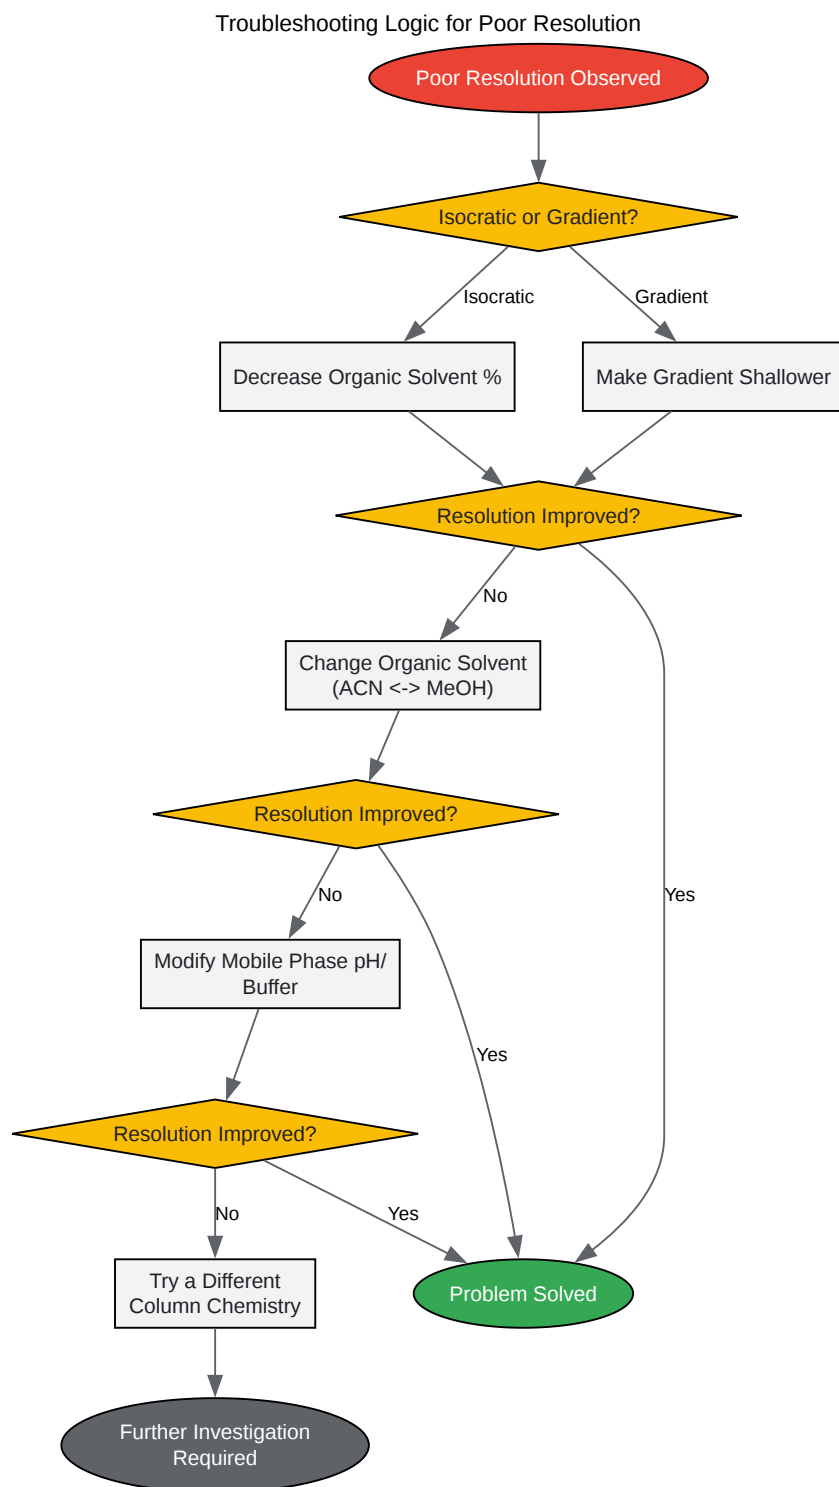 Troubleshooting Logic for Poor Resolution
Poor Resolution Observed
Isocratic or Gradient?
Isocratic
Gradient
Decrease Organic Solvent %
Make Gradient Shallower
Resolution Improved?
No
Change Organic Solvent
(ACN <-> MeOH)
Resolution Improved?
No
Yes
Modify Mobile Phase pH/
Buffer
Yes
Resolution Improved?
No
Yes
Try a Different
Column Chemistry
Problem Solved
Further Investigation
Required